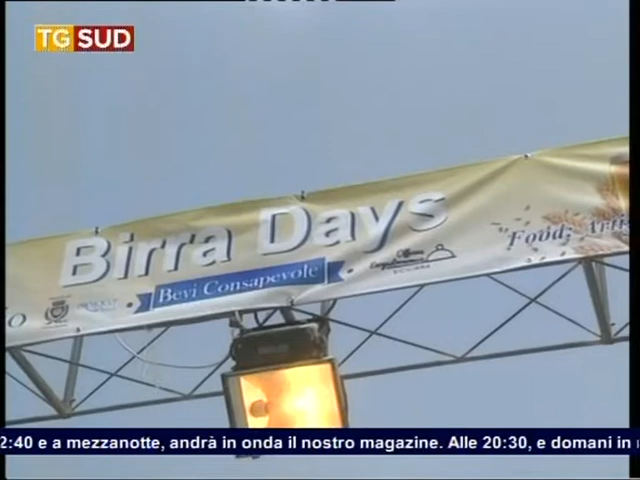 TG SUD
Birra Days
Bevi Consapevole
Food: Arti
2:40 e a mezzanotte, andrà in onda il nostro magazine. Alle 20:30, e domani in